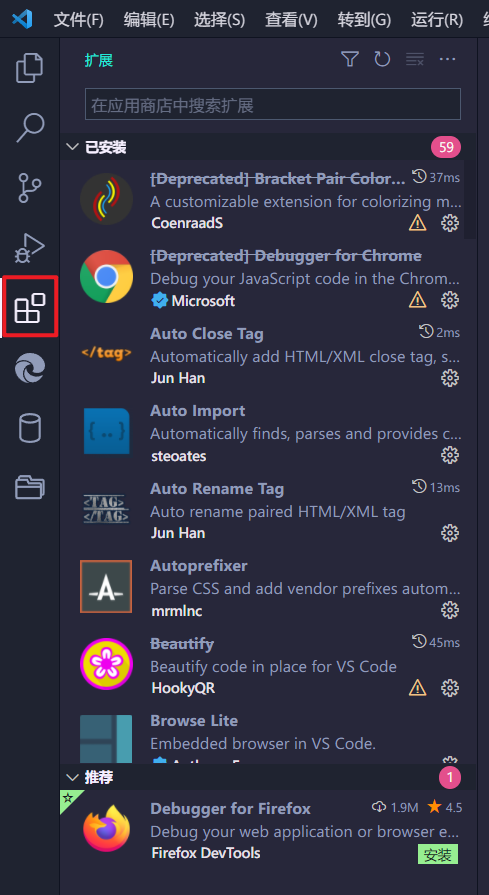 文件(F) 编辑(E) 选择(S) 查看(V) 转到(G) 运行(R)
扩展
在应用商店中搜索扩展
已安装 59
[Deprecated] Bracket Pair Color... 37ms
A customizable extension for colorizing m...
CoenraadS
[Deprecated] Debugger for Chrome
Debug your JavaScript code in the Chrom...
Microsoft
</tag>
Auto Close Tag 2ms
Automatically add HTML/XML close tag, s...
Jun Han
{..}
Auto Import
Automatically finds, parses and provides c...
steoates
<TAG>
</TAG>
Auto Rename Tag 13ms
Auto rename paired HTML/XML tag
Jun Han
Autoprefixer
Parse CSS and add vendor prefixes autom...
mrmlnc
Beautify 45ms
Beautify code in place for VS Code
HookyQR
Browse Lite
Embedded browser in VS Code.
推荐 1
Debugger for Firefox 1.9M 4.5
Debug your web application or browser e...
Firefox DevTools 安装